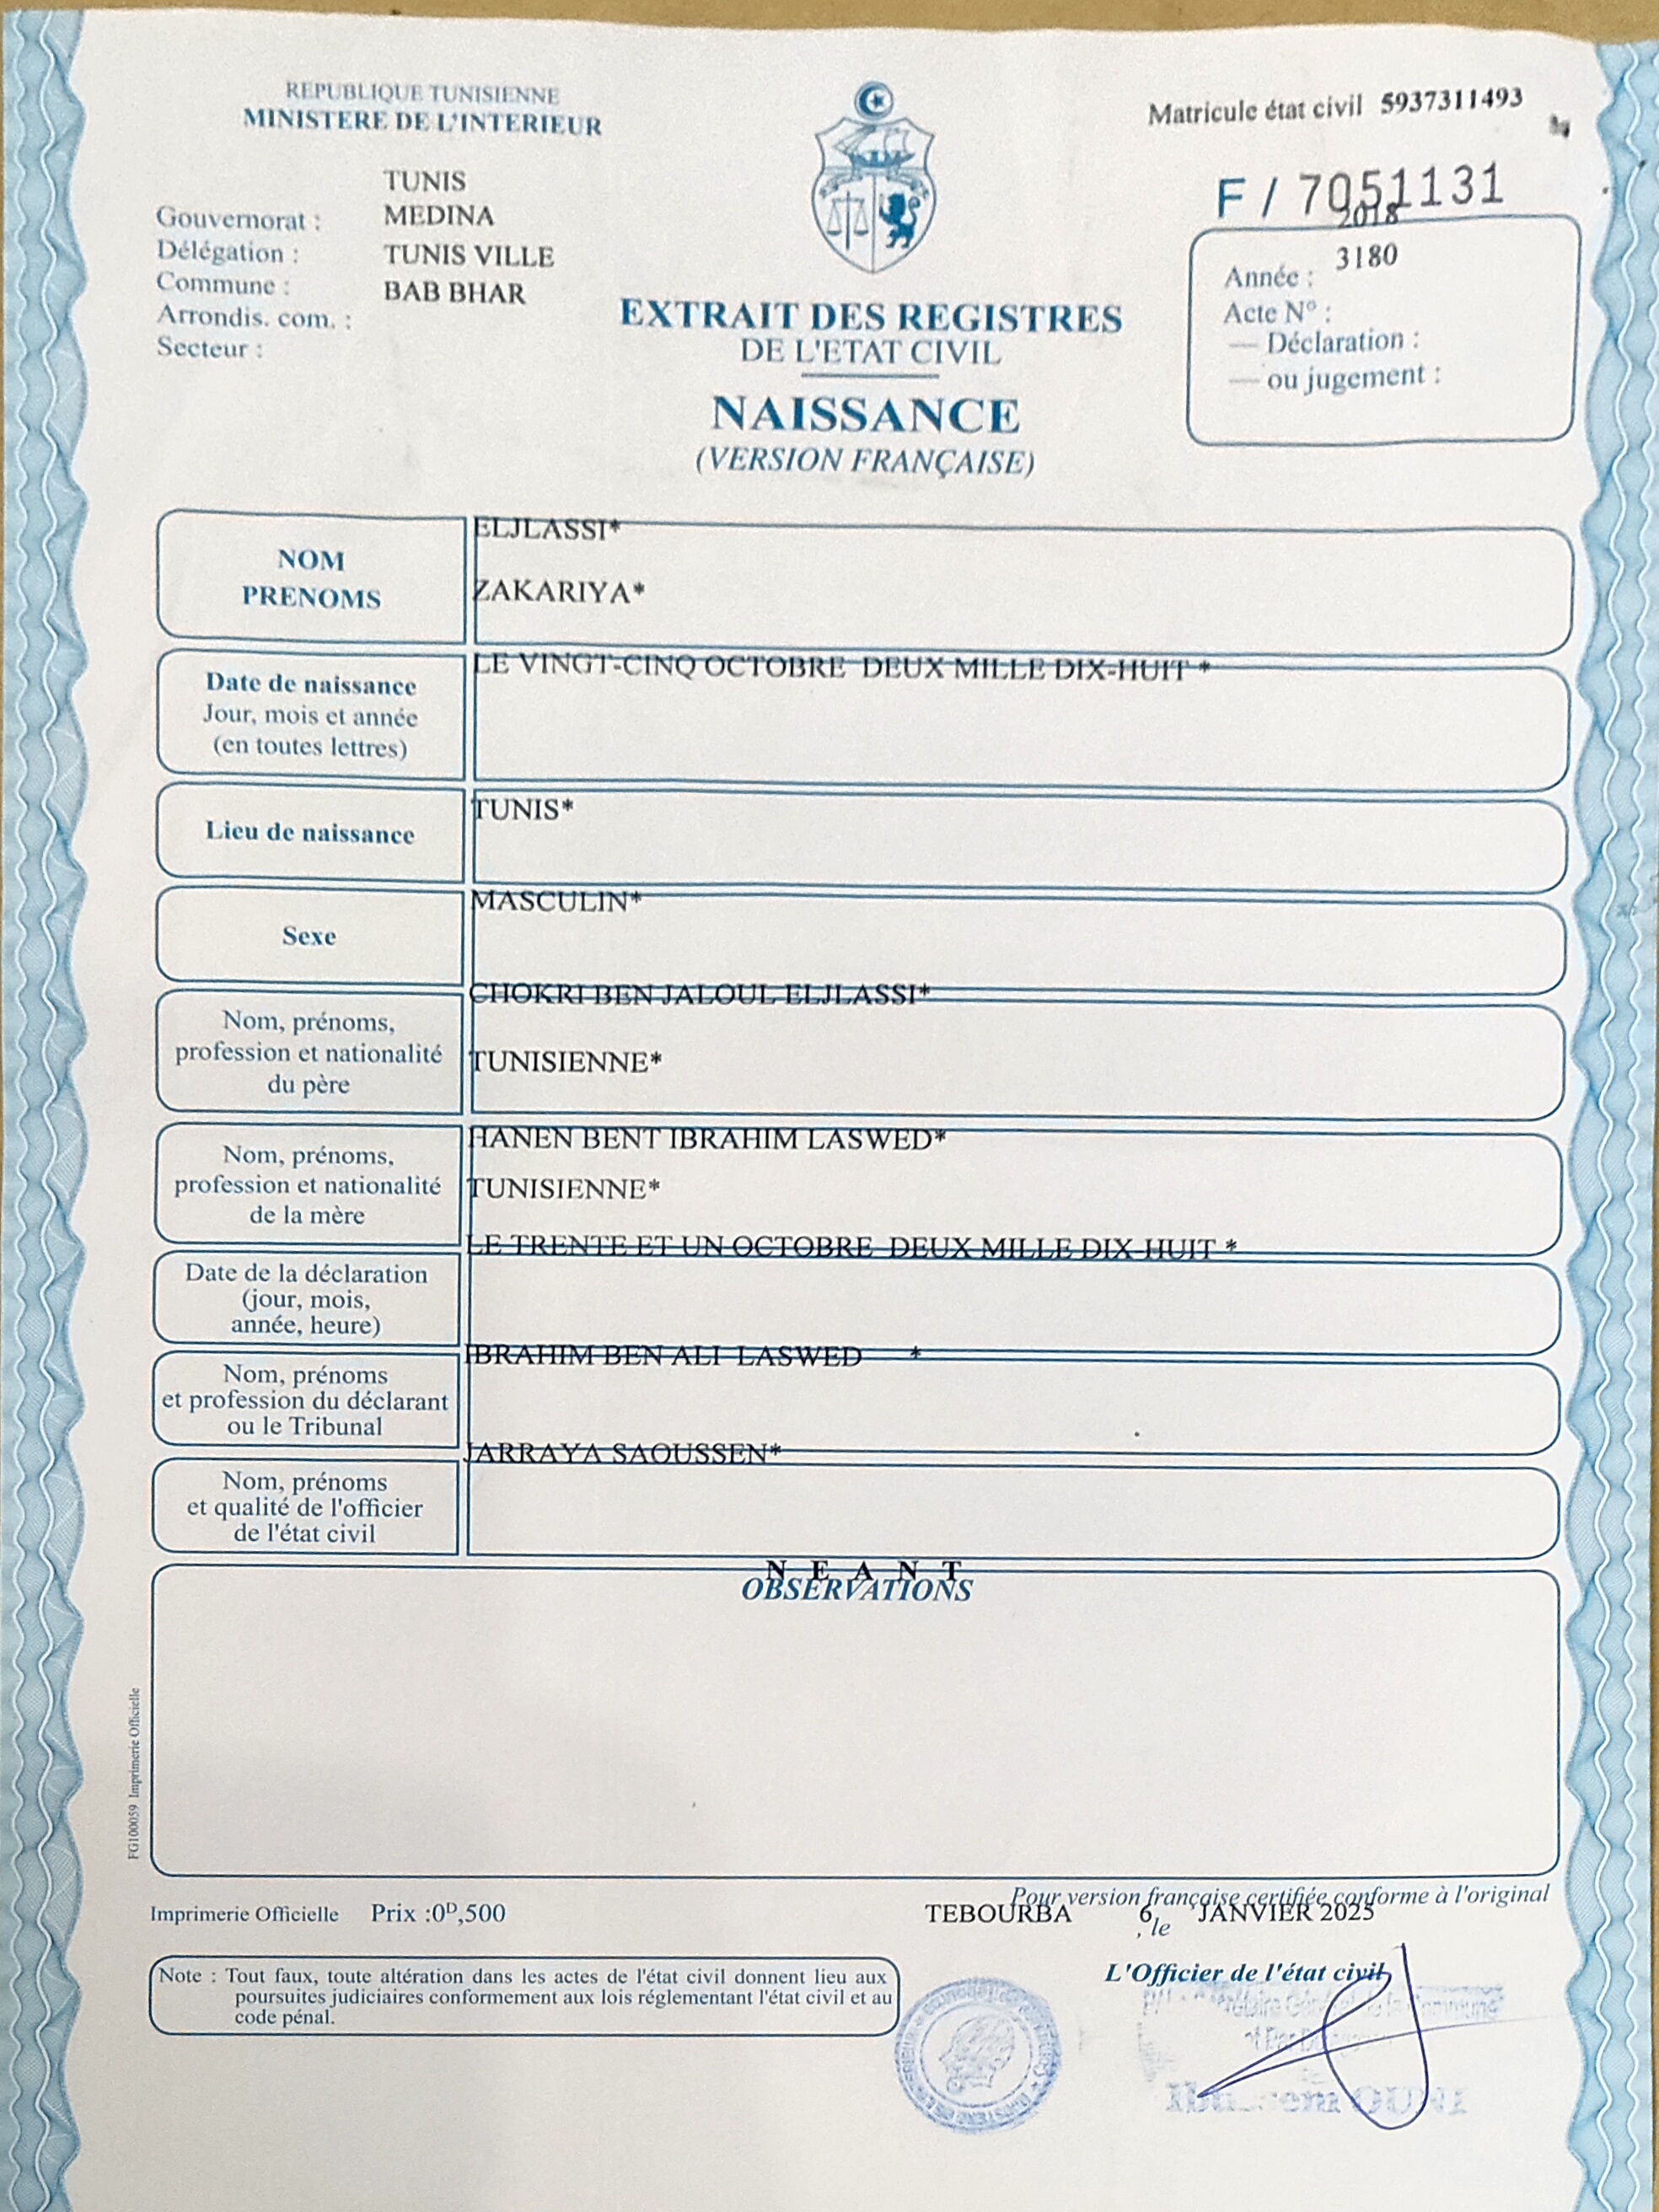 REPUBLIQUE TUNISIENNE
MINISTERE DE L'INTERIEUR
Matricule état civil 5937311493
F / 7051131
TUNIS
Gouvernorat : MEDINA
Délégation : TUNIS VILLE
Commune : BAB BHAR
Arrondis. com. :
Secteur :
2018
3180
Année :
Acte N° :
— Déclaration :
— ou jugement :
EXTRAIT DES REGISTRES
DE L'ETAT CIVIL
NAISSANCE
(VERSION FRANÇAISE)
NOM
PRENOMS
ELJLASSI*
ZAKARIYA*
Date de naissance
Jour, mois et année
(en toutes lettres)
LE VINGT-CINQ OCTOBRE DEUX MILLE DIX-HUIT *
Lieu de naissance
TUNIS*
Sexe
MASCULIN*
Nom, prénoms,
profession et nationalité
du père
CHOKRI BEN JALOUL ELJLASSI*
TUNISIENNE*
Nom, prénoms,
profession et nationalité
de la mère
HANEN BENT IBRAHIM LASWED*
TUNISIENNE*
Date de la déclaration
(jour, mois,
année, heure)
LE TRENTE ET UN OCTOBRE DEUX MILLE DIX-HUIT *
Nom, prénoms
et profession du déclarant
ou le Tribunal
IBRAHIM BEN ALI LASWED *
Nom, prénoms
et qualité de l'officier
de l'état civil
JARRAYA SAOUSSEN*
N E A N T
OBSERVATIONS
FG100059 Imprimerie Officielle
Imprimerie Officielle Prix :0D,500
Pour version française certifiée conforme à l'original
TEBOURBA 6 JANVIER 2025
, le
L'Officier de l'état civil
Note : Tout faux, toute altération dans les actes de l'état civil donnent lieu aux
poursuites judiciaires conformement aux lois réglementant l'état civil et au
code pénal.